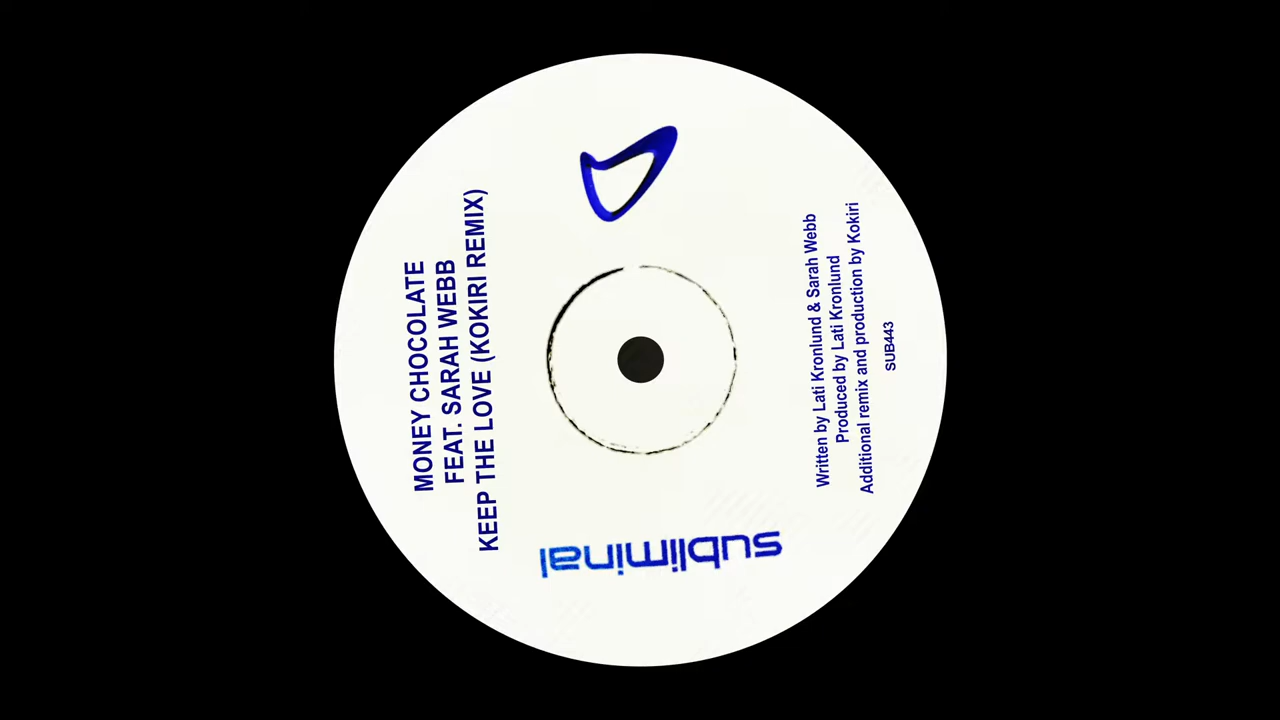 MONEY CHOCOLATE
FEAT. SARAH WEBB
KEEP THE LOVE (KOKIRI REMIX)
Written by Lati Kronlund & Sarah Webb
Produced by Lati Kronlund
Additional remix and production by Kokiri
SUB443
subliminal